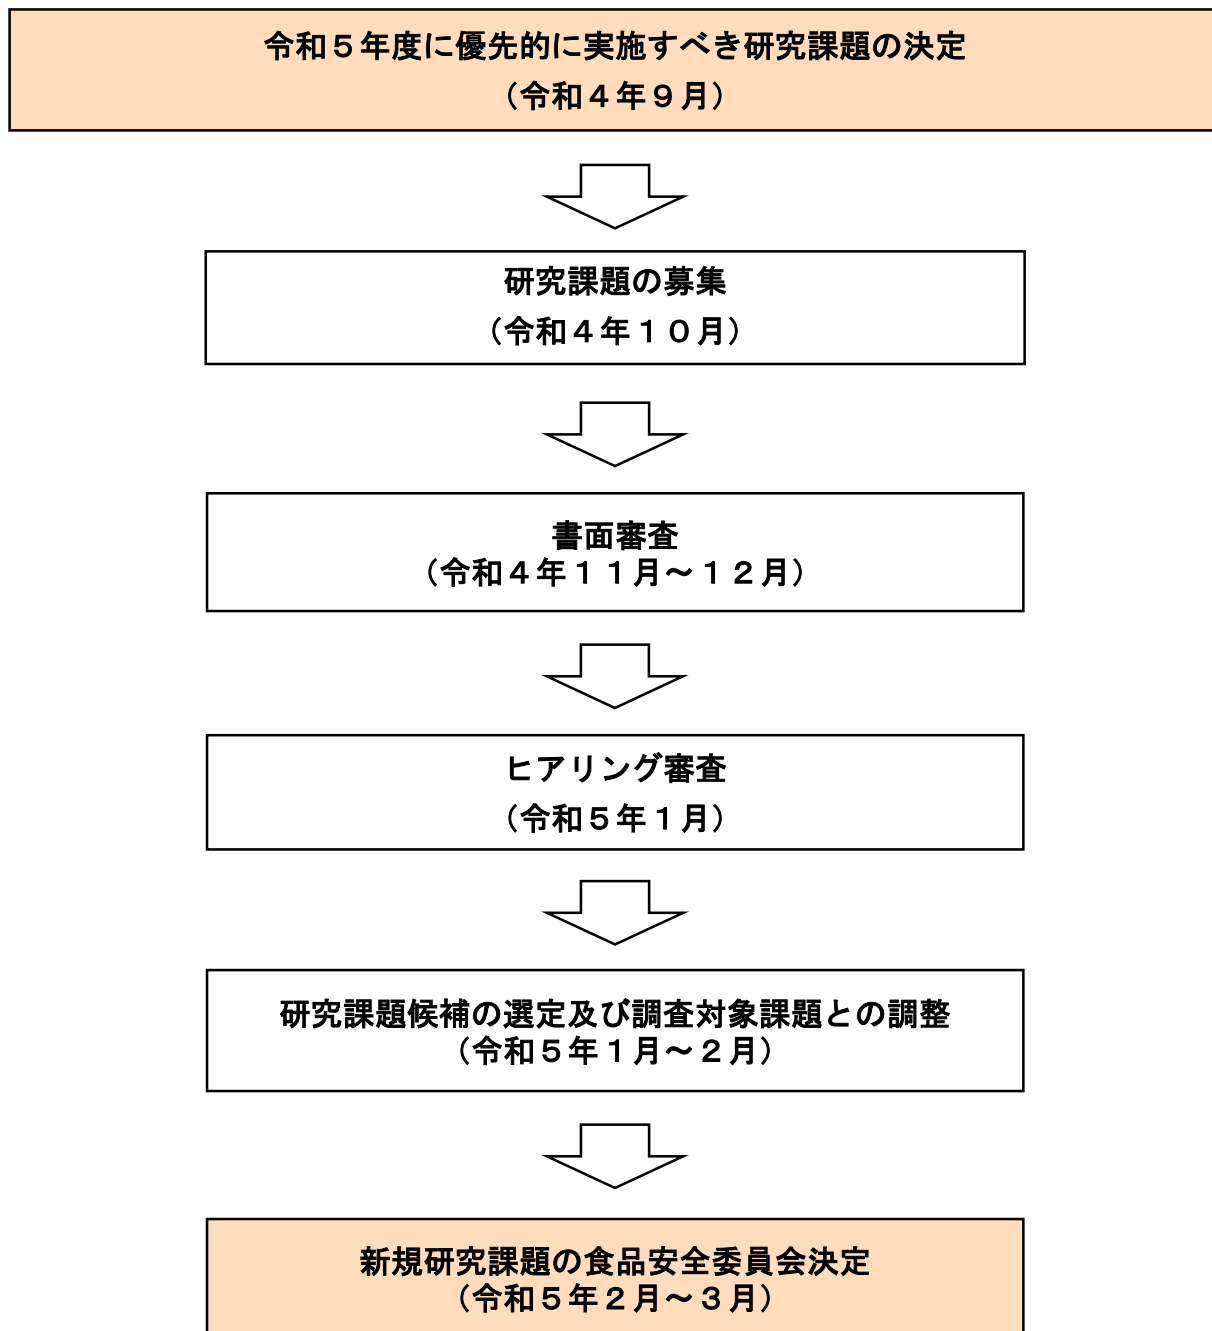 令和５年度に優先的に実施すべき研究課題の決定
（令和４年９月）
研究課題の募集
（令和４年１０月）
書面審査
（令和４年１１月～１２月）
ヒアリング審査
（令和５年１月）
研究課題候補の選定及び調査対象課題との調整
（令和５年１月～２月）
新規研究課題の食品安全委員会決定
（令和５年２月～３月）